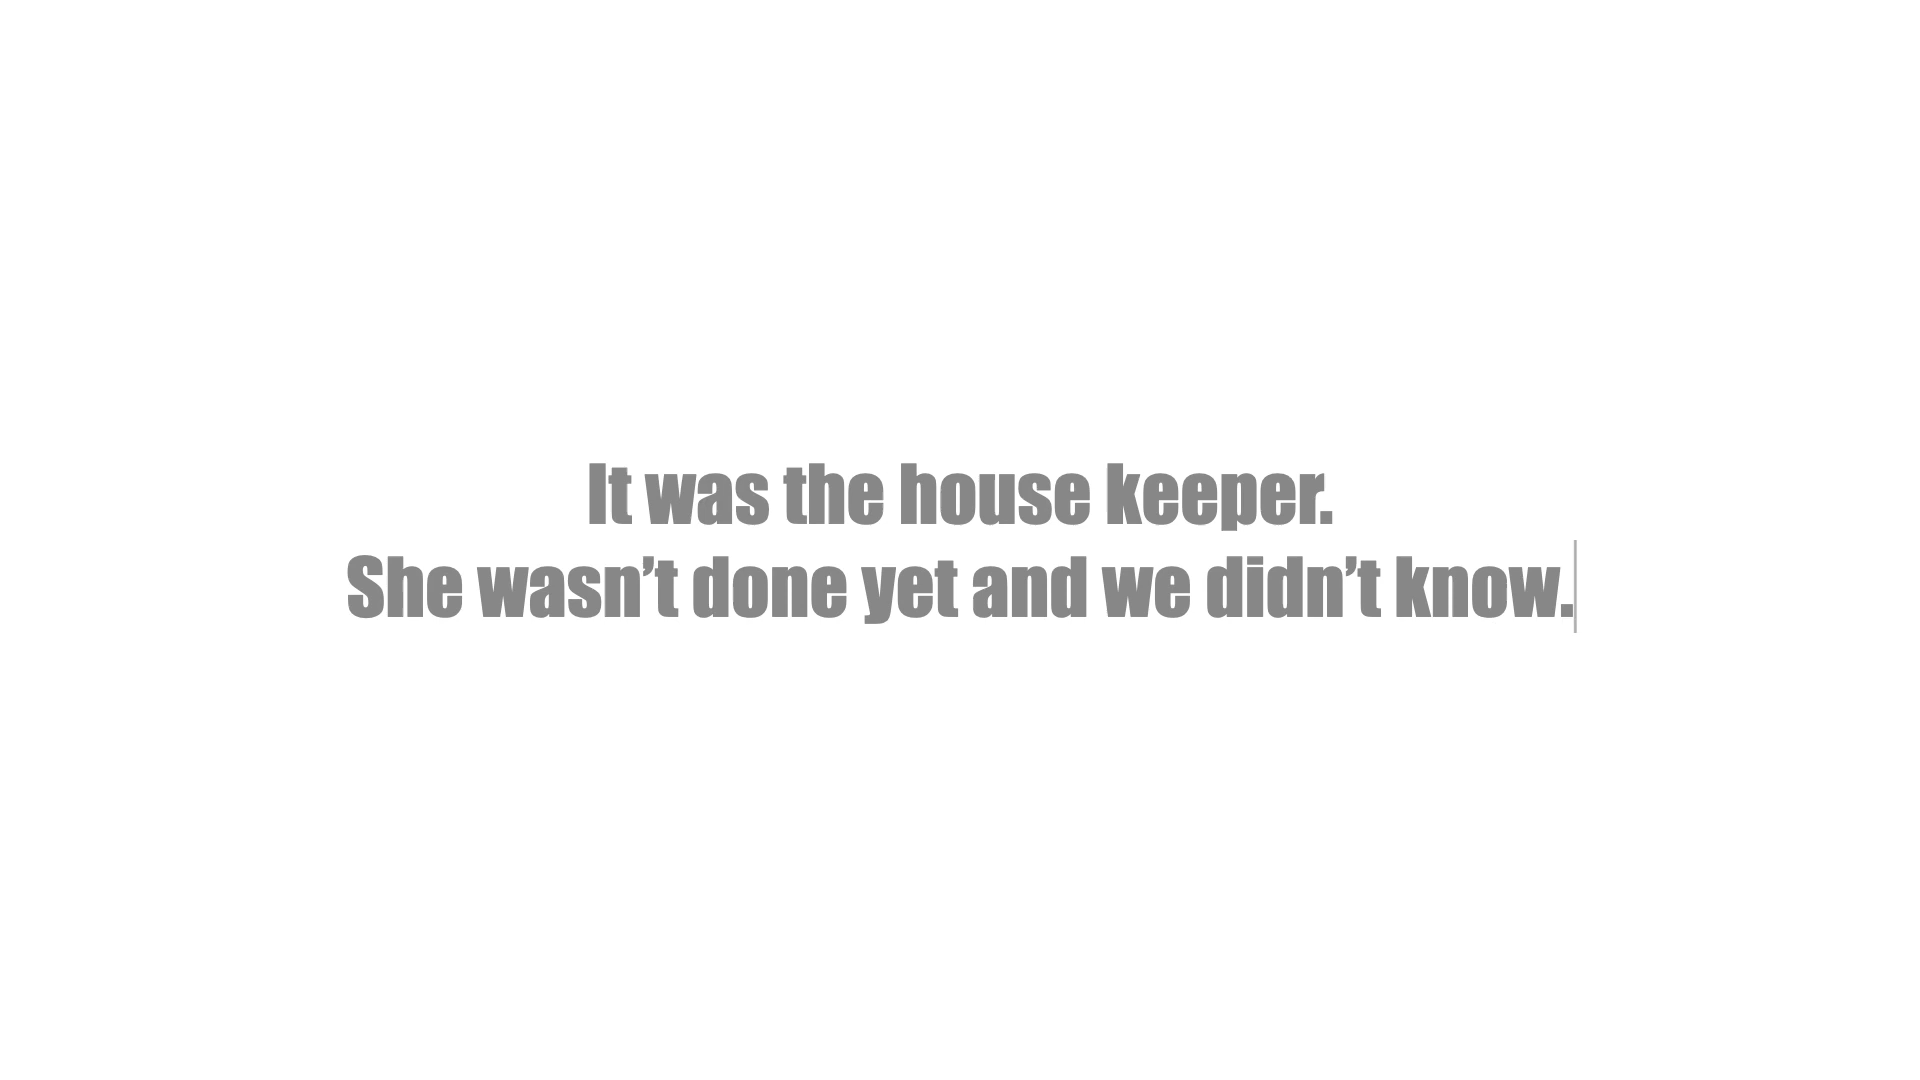 It was the house keeper.
She wasn’t done yet and we didn’t know.